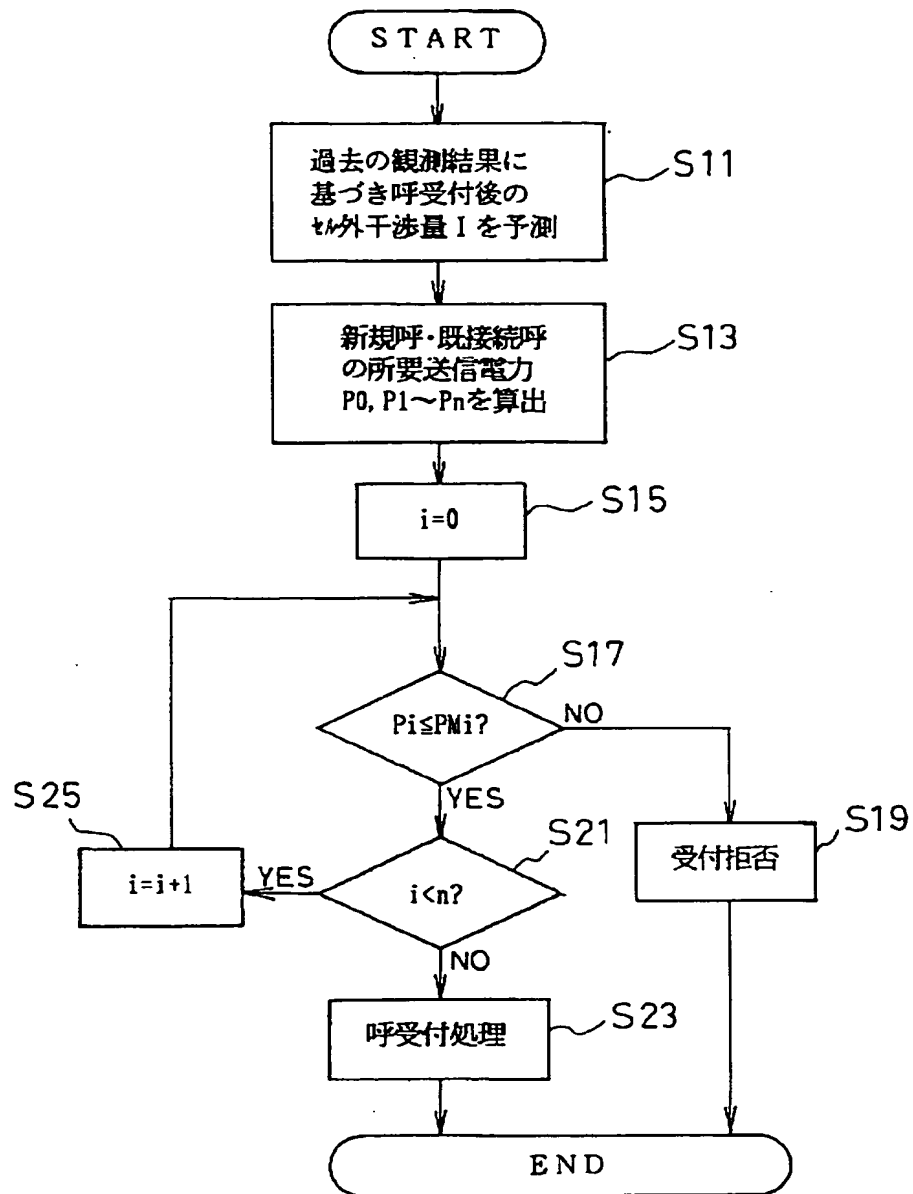 START
過去の観測結果に
基づき呼受付後の
ｾﾙ外干渉量Iを予測
S11
新規呼・既接続呼
の所要送信電力
P0,P1〜Pnを算出
S13
i=0
S15
Pi≦PMi?
S17
NO
YES
S25
i=i+1
YES
i<n?
S21
受付拒否
S19
NO
呼受付処理
S23
END